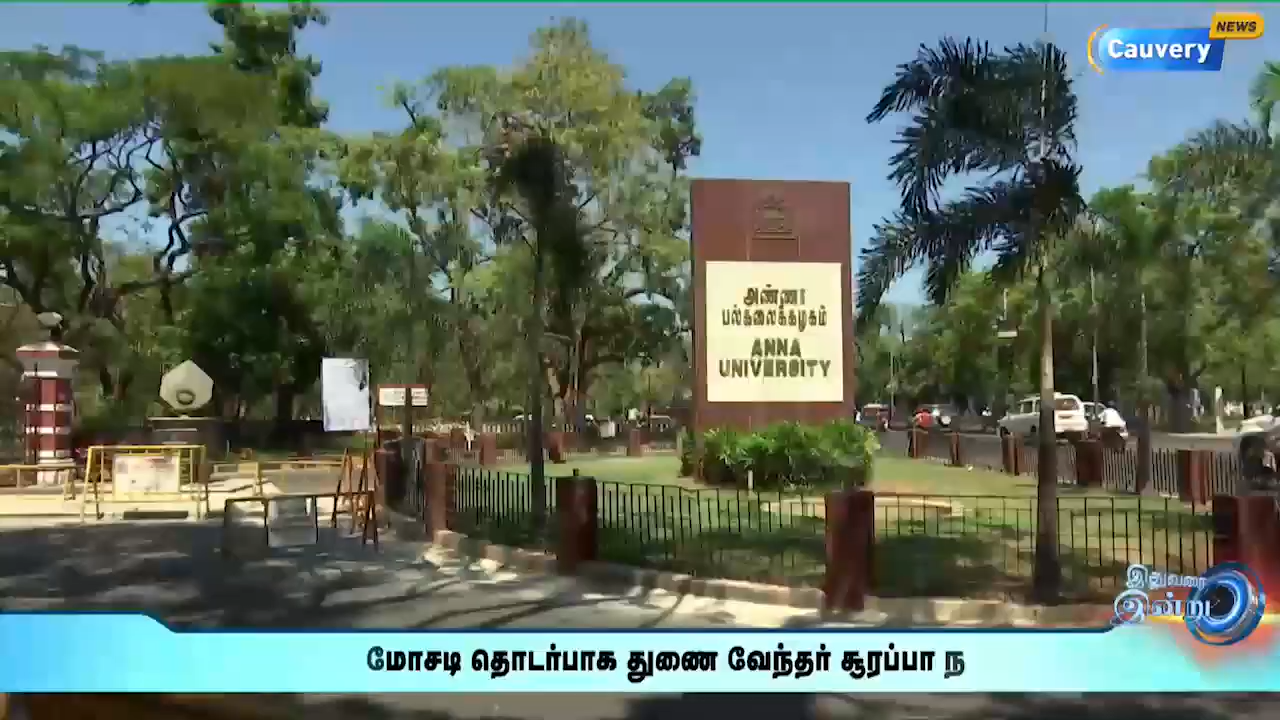 NEWS
Cauvery
அண்ணா
பல்கலைக்கழகம்
ANNA
UNIVERSITY
இதுவரை
இன்று
மோசடி தொடர்பாக துணை வேந்தர் சூரப்பா ந